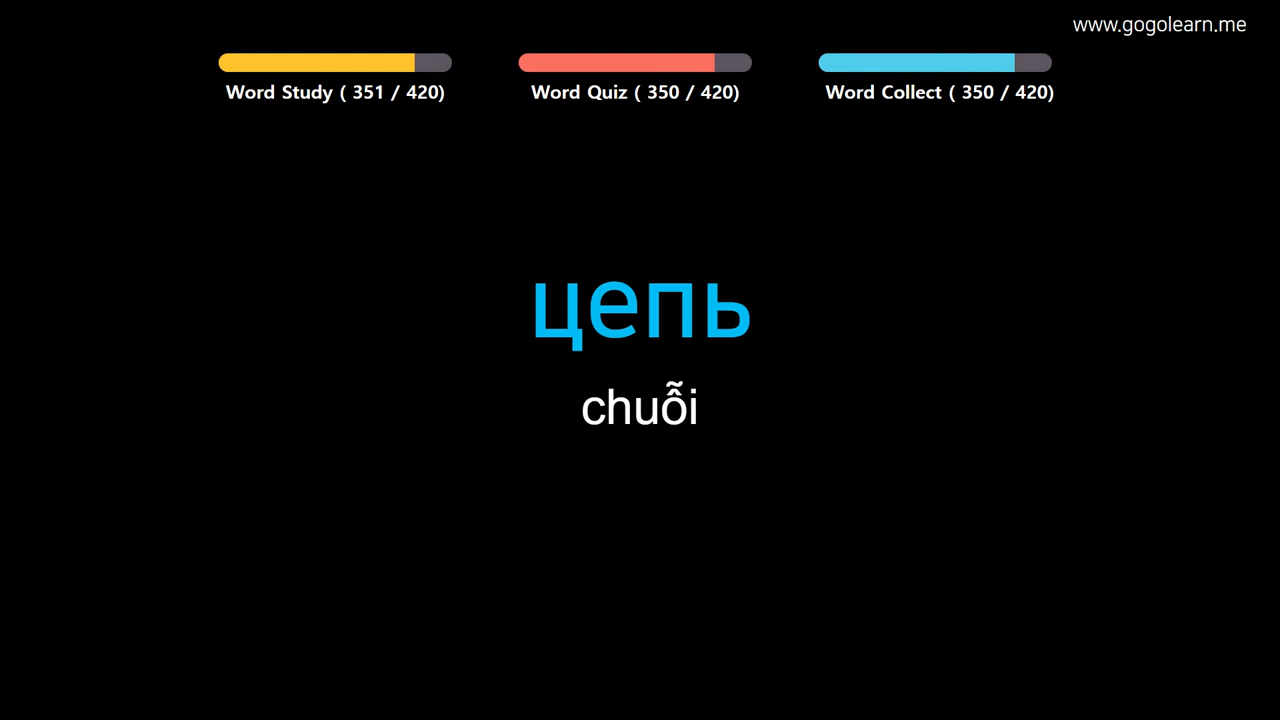 www.gogolearn.me
Word Study ( 351 / 420)
Word Quiz ( 350 / 420)
Word Collect ( 350 / 420)
цепь
chuỗi